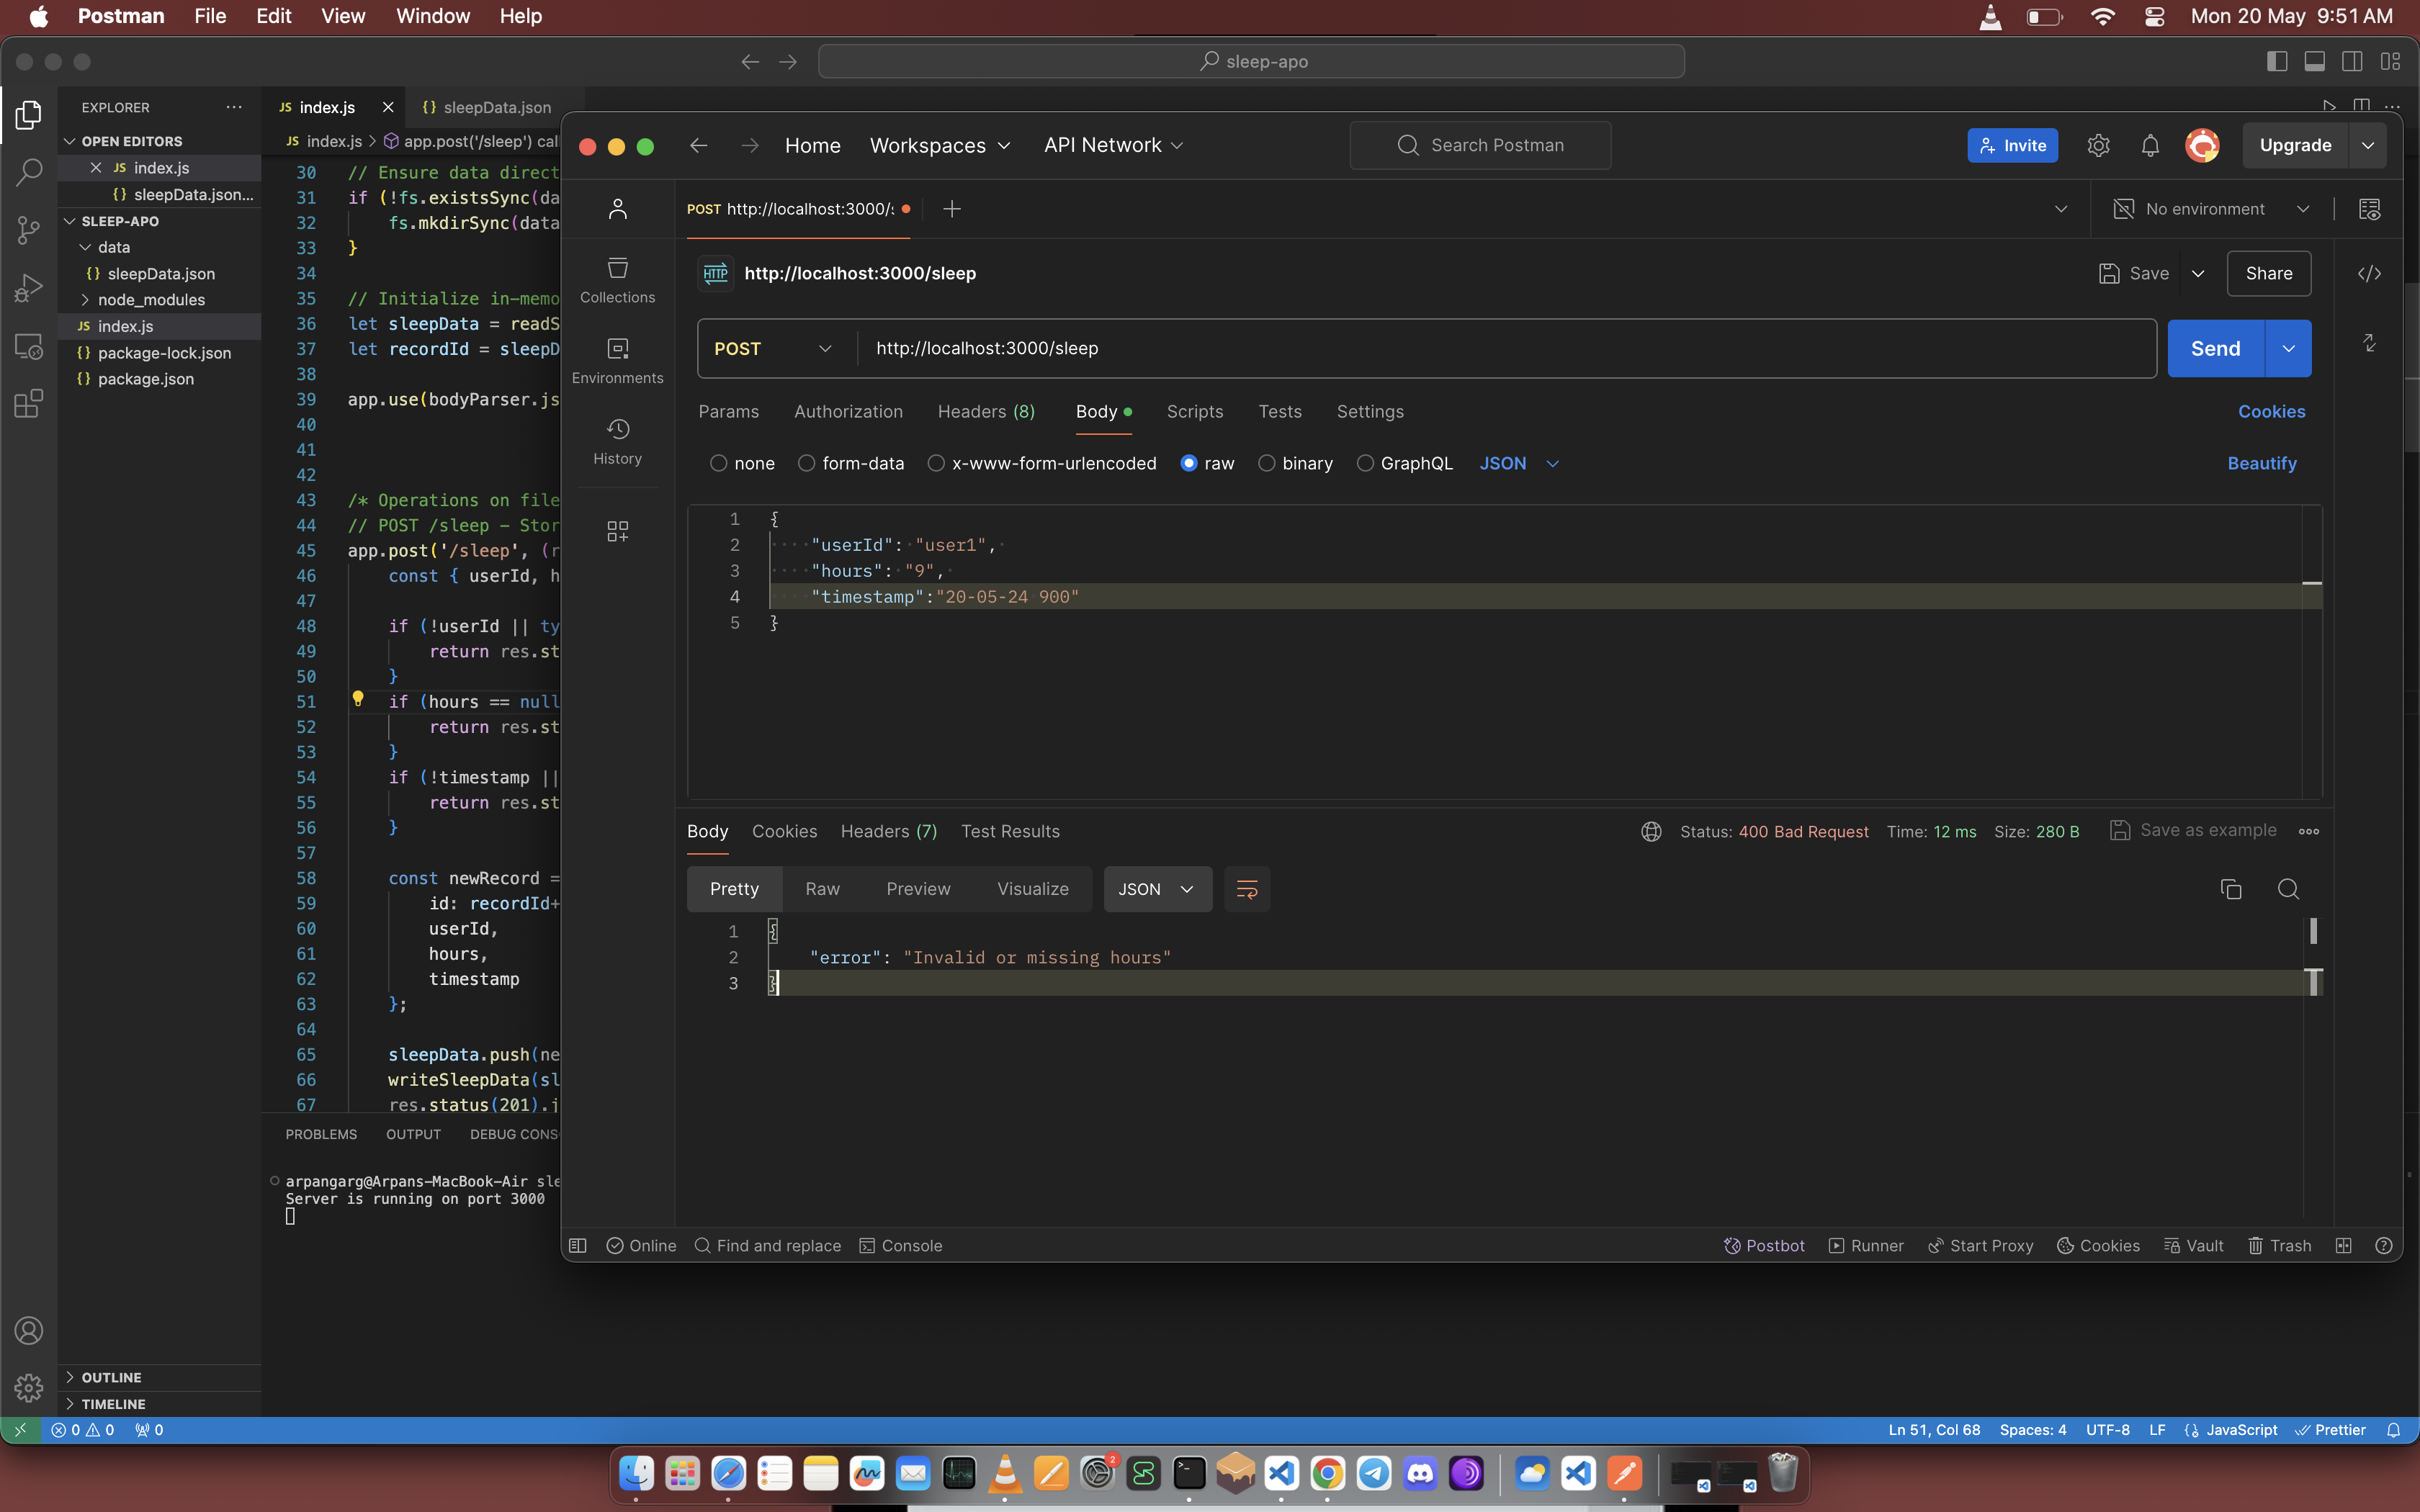 Postman File Edit View Window Help Mon 20 May 9:51 AM
sleep-apo
EXPLORER
OPEN EDITORS
JS index.js
{} sleepData.json...
SLEEP-APO
data
{} sleepData.json
node_modules
JS index.js
{} package-lock.json
{} package.json
OUTLINE
TIMELINE
JS index.js {} sleepData.json
JS index.js > app.post('/sleep') cal
30 // Ensure data direct
31 if (!fs.existsSync(da
32 fs.mkdirSync(data
33 }
34
35 // Initialize in-memo
36 let sleepData = readS
37 let recordId = sleepD
38
39 app.use(bodyParser.js
40
41
42
43 /* Operations on file
44 // POST /sleep - Stor
45 app.post('/sleep', (r
46 const { userId, h
47
48 if (!userId || ty
49 return res.st
50 }
51 if (hours == null
52 return res.st
53 }
54 if (!timestamp ||
55 return res.st
56 }
57
58 const newRecord =
59 id: recordId+
60 userId,
61 hours,
62 timestamp
63 };
64
65 sleepData.push(ne
66 writeSleepData(sl
67 res.status(201).j
PROBLEMS OUTPUT DEBUG CONS
arpangarg@Arpans-MacBook-Air sle
Server is running on port 3000
Home Workspaces API Network Search Postman Invite Upgrade
POST http://localhost:3000/s No environment
Collections
Environments
History
HTTP http://localhost:3000/sleep Save Share
POST http://localhost:3000/sleep Send
Params Authorization Headers (8) Body Scripts Tests Settings Cookies
none form-data x-www-form-urlencoded raw binary GraphQL JSON Beautify
1 {
2 "userId": "user1",
3 "hours": "9",
4 "timestamp":"20-05-24 900"
5 }
Body Cookies Headers (7) Test Results Status: 400 Bad Request Time: 12 ms Size: 280 B Save as example
Pretty Raw Preview Visualize JSON
1 {
2 "error": "Invalid or missing hours"
3 }
Online Find and replace Console Postbot Runner Start Proxy Cookies Vault Trash
0 0 0 Ln 51, Col 68 Spaces: 4 UTF-8 LF {} JavaScript Prettier
2